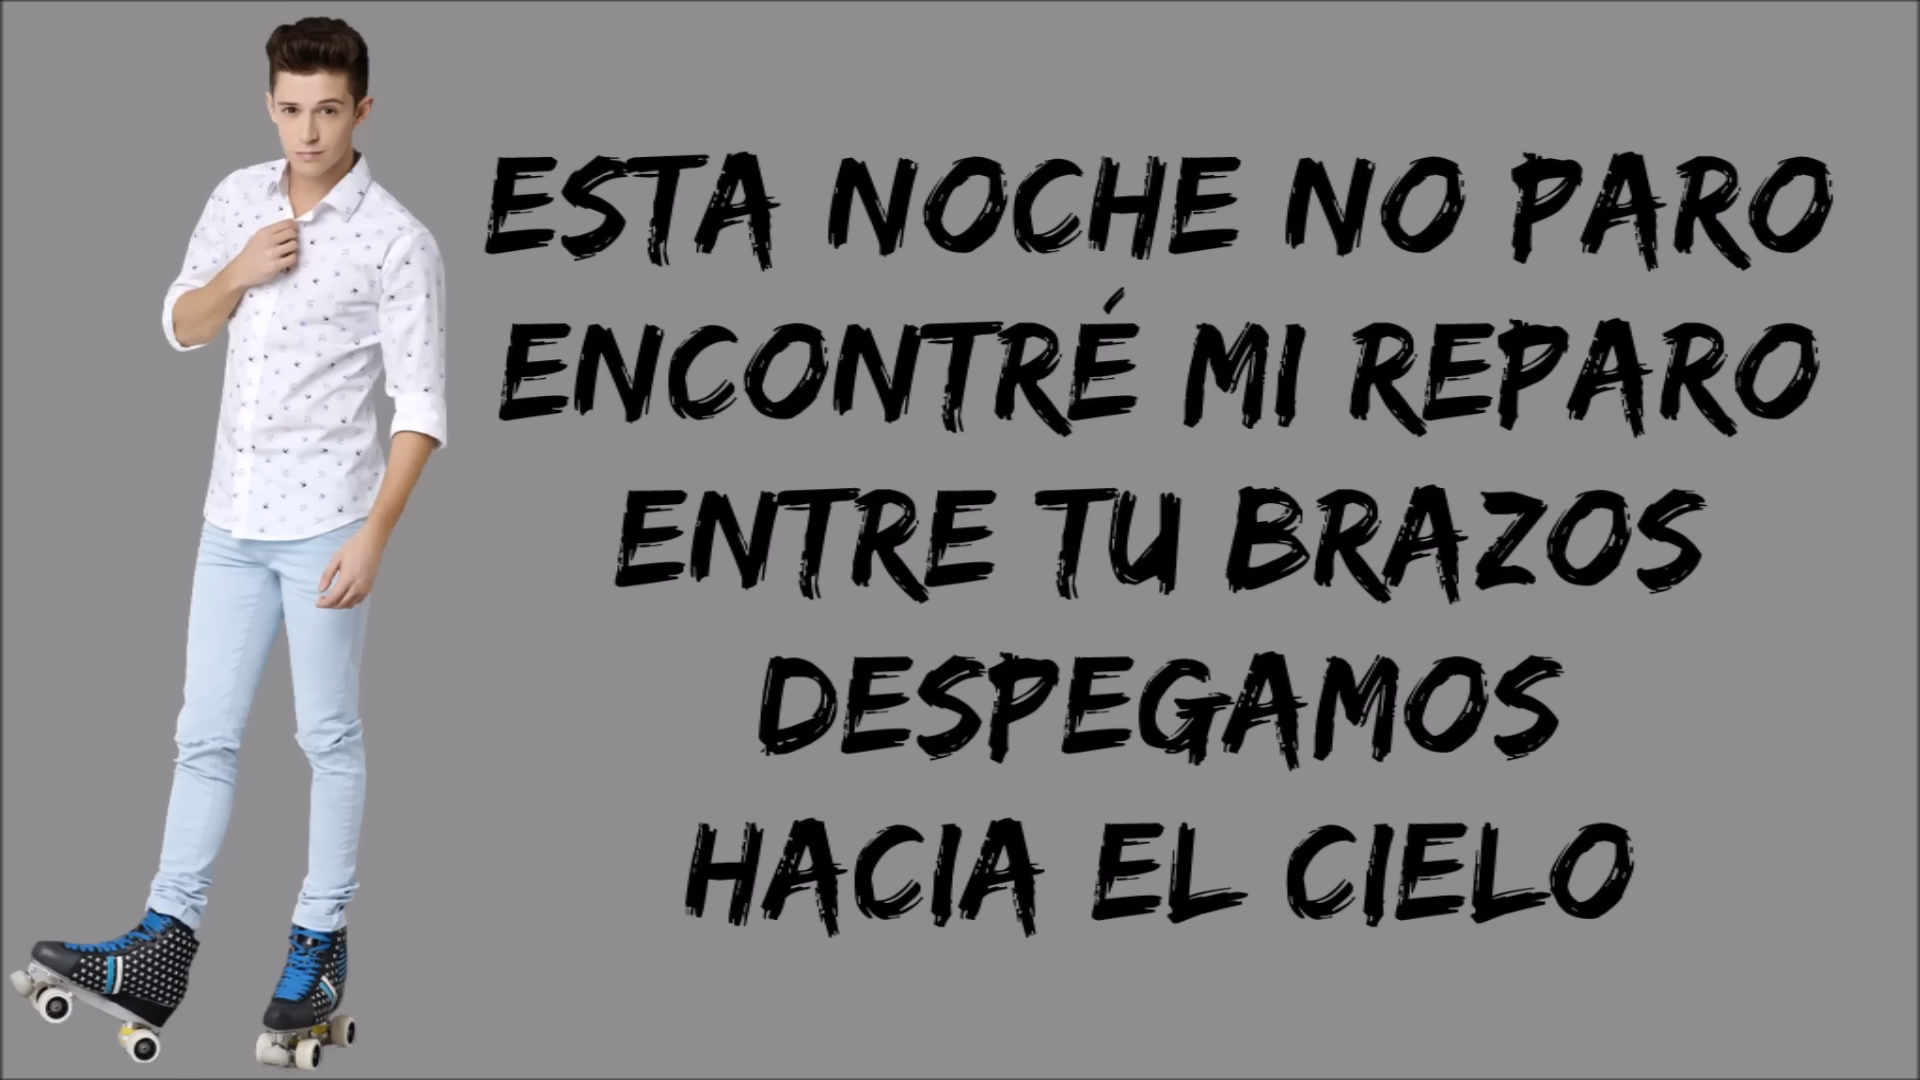 ESTA NOCHE NO PARO
ENCONTRÉ MI REPARO
ENTRE TU BRAZOS
DESPEGAMOS
HACIA EL CIELO